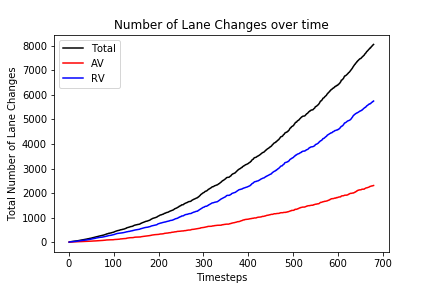 Number of Lane Changes over time
Total
AV
RV
Total Number of Lane Changes
8000
7000
6000
5000
4000
3000
2000
1000
0
0 100 200 300 400 500 600 700
Timesteps